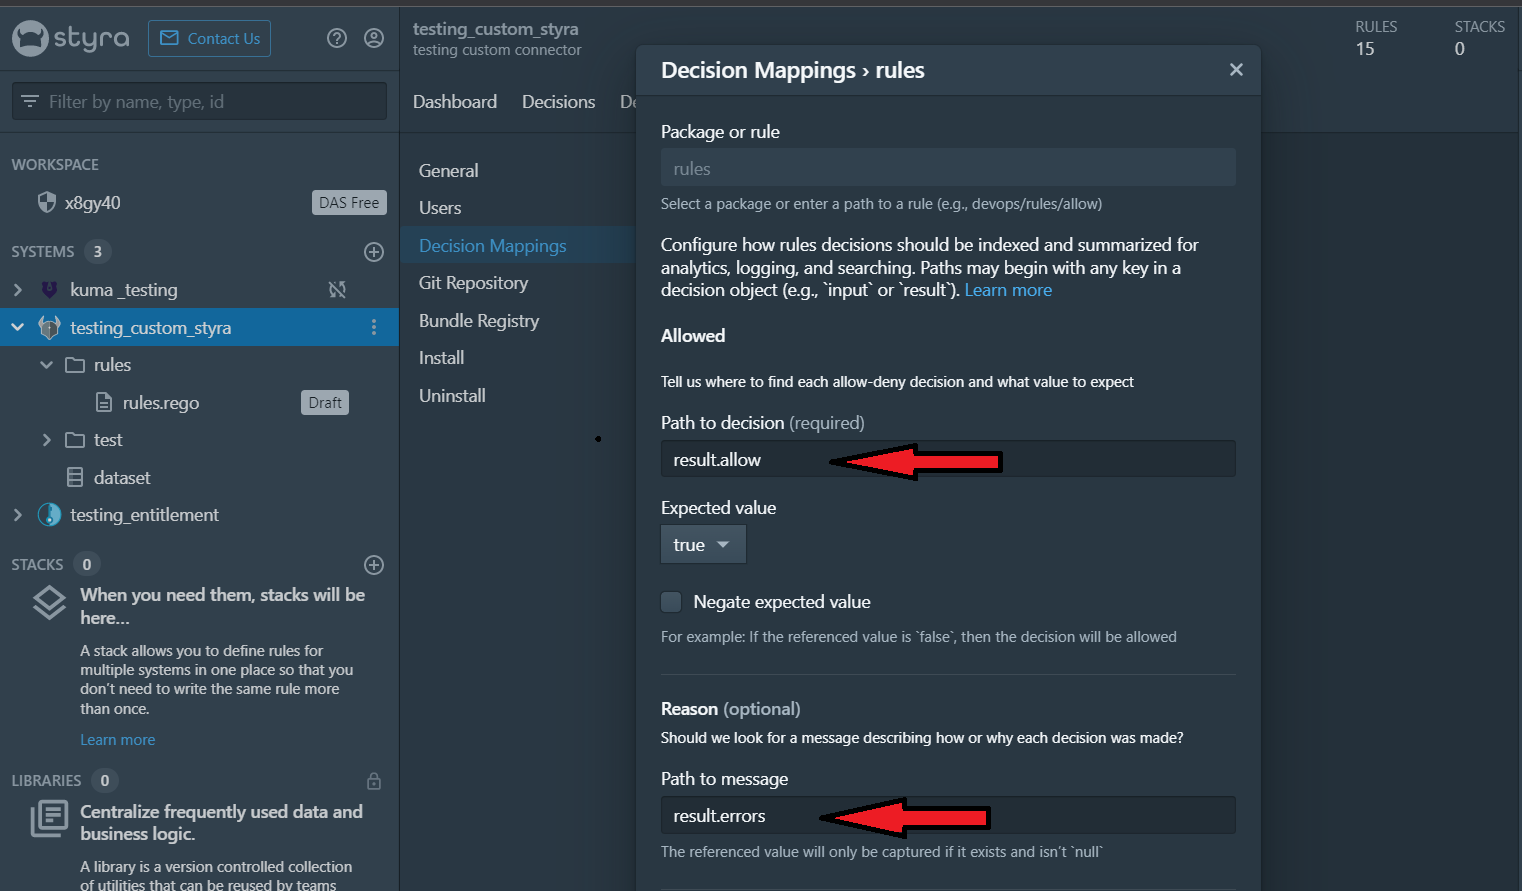 styra
Contact Us
Filter by name, type, id
WORKSPACE
x8gy40
DAS Free
SYSTEMS 3
kuma _testing
testing_custom_styra
rules
rules.rego
Draft
test
dataset
testing_entitlement
STACKS 0
When you need them, stacks will be
here...
A stack allows you to define rules for
multiple systems in one place so that you
don't need to write the same rule more
than once.
Learn more
LIBRARIES 0
Centralize frequently used data and
business logic.
A library is a version controlled collection
of utilities that can be reused by teams
testing_custom_styra
testing custom connector
RULES
15
STACKS
0
Dashboard
Decisions
De
General
Users
Decision Mappings
Git Repository
Bundle Registry
Install
Uninstall
Decision Mappings › rules
Package or rule
rules
Select a package or enter a path to a rule (e.g., devops/rules/allow)
Configure how rules decisions should be indexed and summarized for
analytics, logging, and searching. Paths may begin with any key in a
decision object (e.g., `input` or `result`). Learn more
Allowed
Tell us where to find each allow-deny decision and what value to expect
Path to decision (required)
result.allow
Expected value
true
Negate expected value
For example: If the referenced value is `false`, then the decision will be allowed
Reason (optional)
Should we look for a message describing how or why each decision was made?
Path to message
result.errors
The referenced value will only be captured if it exists and isn't `null`